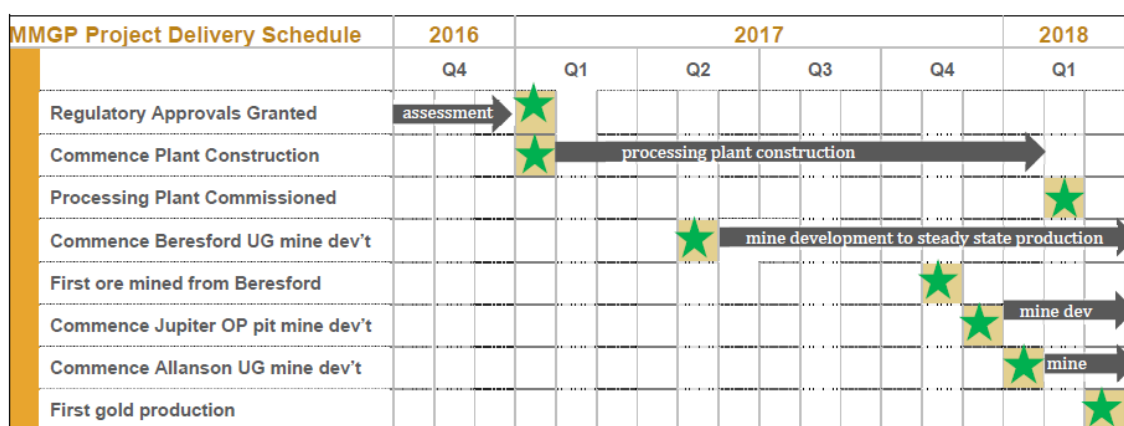 MMGP Project Delivery Schedule 2016 2017 2018
Q4 Q1 Q2 Q3 Q4 Q1
Regulatory Approvals Granted assessment
Commence Plant Construction processing plant construction
Processing Plant Commissioned
Commence Beresford UG mine dev't mine development to steady state production
First ore mined from Beresford
mine dev
Commence Jupiter OP pit mine dev't
Commence Allanson UG mine dev't mine
First gold production